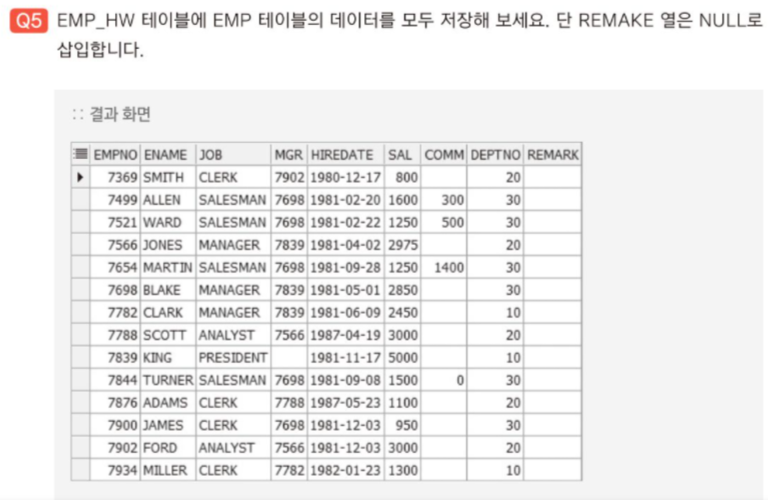 Q5 EMP_HW 테이블에 EMP 테이블의 데이터를 모두 저장해 보세요. 단 REMAKE 열은 NULL로
삽입합니다.
:: 결과 화면
EMPNO ENAME JOB MGR HIREDATE SAL COMM DEPTNO REMARK
7369 SMITH CLERK 7902 1980-12-17 800 20
7499 ALLEN SALESMAN 7698 1981-02-20 1600 300 30
7521 WARD SALESMAN 7698 1981-02-22 1250 500 30
7566 JONES MANAGER 7839 1981-04-02 2975 20
7654 MARTIN SALESMAN 7698 1981-09-28 1250 1400 30
7698 BLAKE MANAGER 7839 1981-05-01 2850 30
7782 CLARK MANAGER 7839 1981-06-09 2450 10
7788 SCOTT ANALYST 7566 1987-04-19 3000 20
7839 KING PRESIDENT 1981-11-17 5000 10
7844 TURNER SALESMAN 7698 1981-09-08 1500 0 30
7876 ADAMS CLERK 7788 1987-05-23 1100 20
7900 JAMES CLERK 7698 1981-12-03 950 30
7902 FORD ANALYST 7566 1981-12-03 3000 20
7934 MILLER CLERK 7782 1982-01-23 1300 10